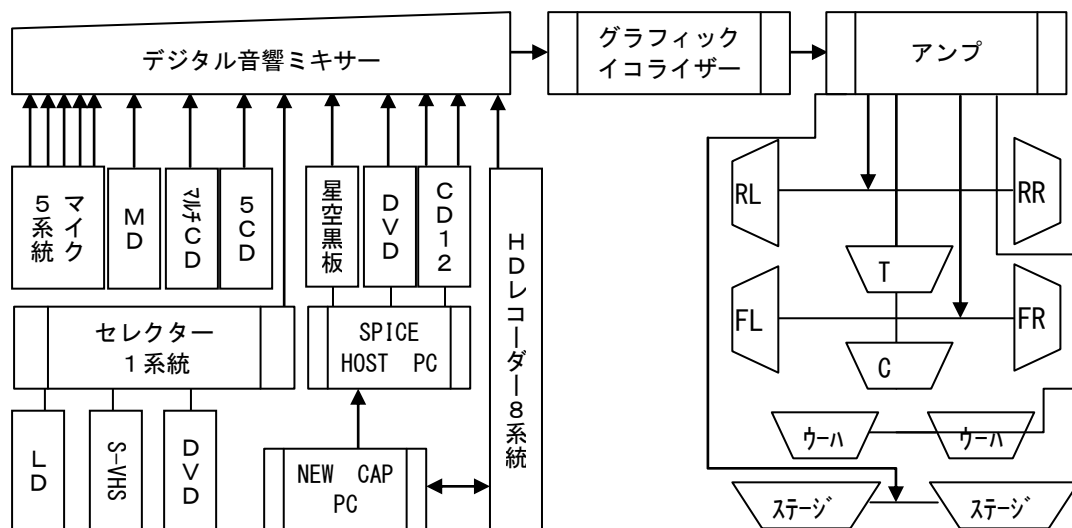 デジタル音響ミキサー
グラフィック
イコライザー
アンプ
マイク
5系統
MD
ﾏﾙﾁCD
5CD
星空黒板
DVD
CD12
HDレコーダー8系統
RL
RR
T
FL
FR
C
セレクター
1系統
SPICE
HOST PC
LD
S-VHS
DVD
NEW CAP
PC
ｳｰﾊ
ｳｰﾊ
ｽﾃｰｼﾞ
ｽﾃｰｼﾞ